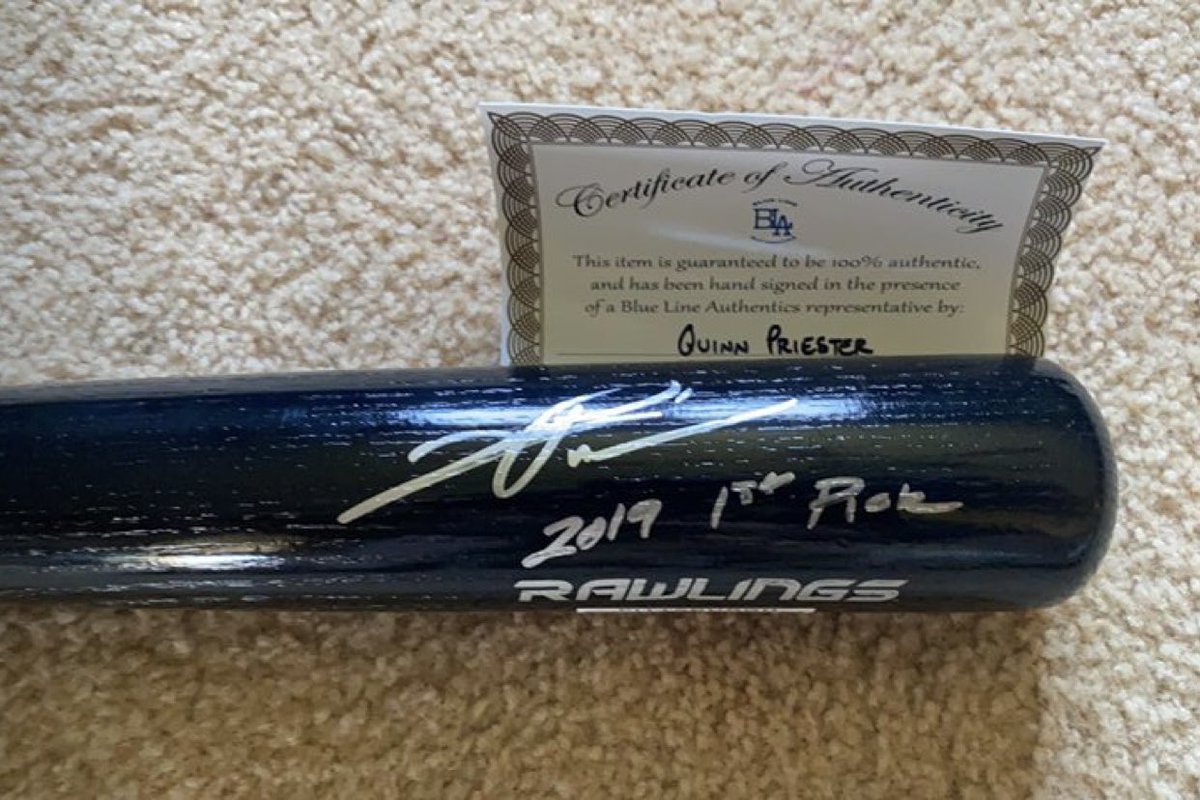 Certificate of Authenticity
BLA
This item is guaranteed to be 100% authentic,
and has been hand signed in the presence
of a Blue Line Authentics representative by:
QUINN PRIESTER
2019 1st Pick
RAWLINGS